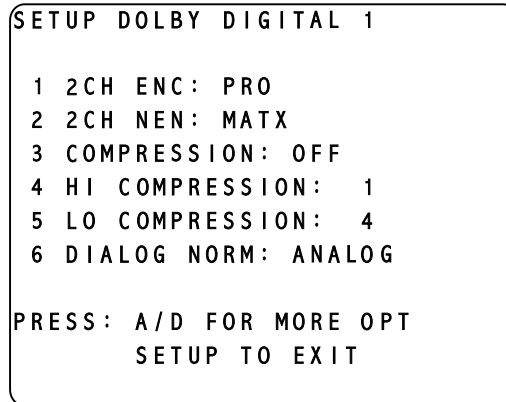 SETUP DOLBY DIGITAL 1
1 2CH ENC: PRO
2 2CH NEN: MATX
3 COMPRESSION: OFF
4 HI COMPRESSION: 1
5 LO COMPRESSION: 4
6 DIALOG NORM: ANALOG
PRESS: A/D FOR MORE OPT
SETUP TO EXIT